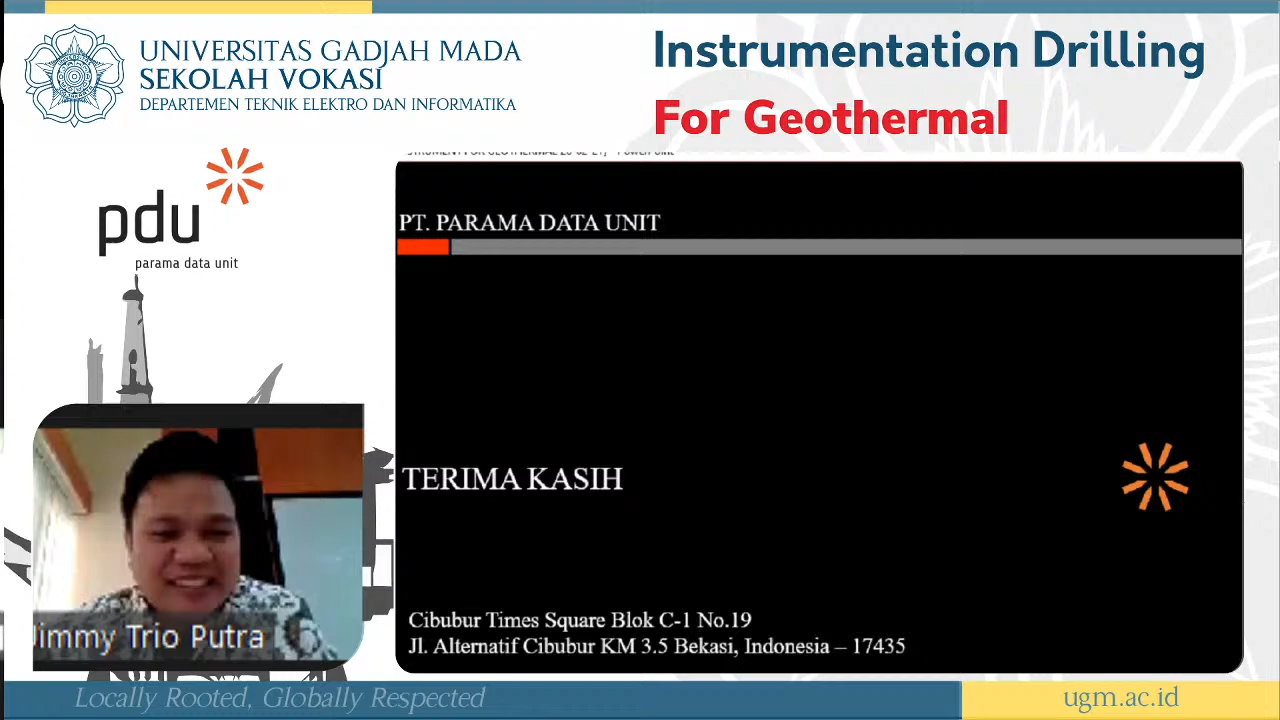 UNIVERSITAS GADJAH MADA
SEKOLAH VOKASI
DEPARTEMEN TEKNIK ELEKTRO DAN INFORMATIKA
Instrumentation Drilling
For Geothermal
pdu
parama data unit
PT. PARAMA DATA UNIT
TERIMA KASIH
Cibubur Times Square Blok C-1 No.19
Jl. Alternatif Cibubur KM 3.5 Bekasi, Indonesia – 17435
Jimmy Trio Putra
Locally Rooted, Globally Respected
ugm.ac.id